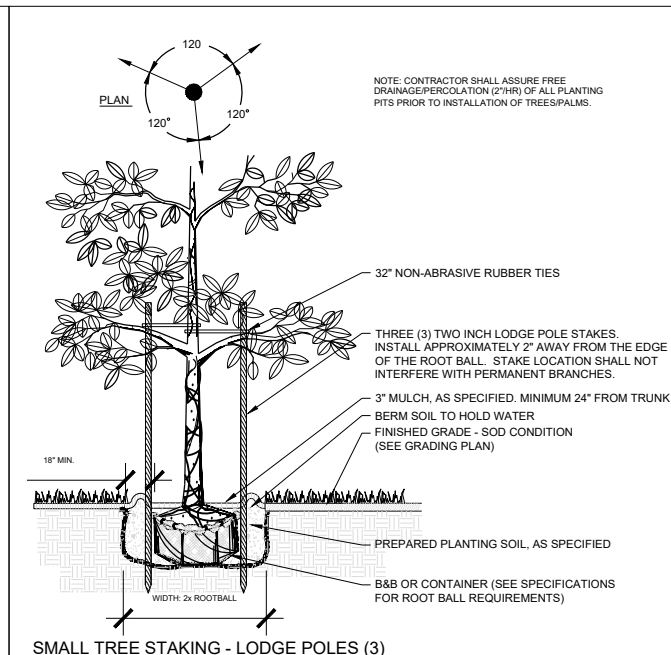 120
NOTE: CONTRACTOR SHALL ASSURE FREE
DRAINAGE/PERCOLATION (2"/HR) OF ALL PLANTING
PITS PRIOR TO INSTALLATION OF TREES/PALMS.
PLAN
120° 120°
32" NON-ABRASIVE RUBBER TIES
THREE (3) TWO INCH LODGE POLE STAKES.
INSTALL APPROXIMATELY 2" AWAY FROM THE EDGE
OF THE ROOT BALL. STAKE LOCATION SHALL NOT
INTERFERE WITH PERMANENT BRANCHES.
3" MULCH, AS SPECIFIED. MINIMUM 24" FROM TRUNK
BERM SOIL TO HOLD WATER
FINISHED GRADE - SOD CONDITION
(SEE GRADING PLAN)
18" MIN.
PREPARED PLANTING SOIL, AS SPECIFIED
B&B OR CONTAINER (SEE SPECIFICATIONS
FOR ROOT BALL REQUIREMENTS)
WIDTH: 2x ROOTBALL
SMALL TREE STAKING - LODGE POLES (3)